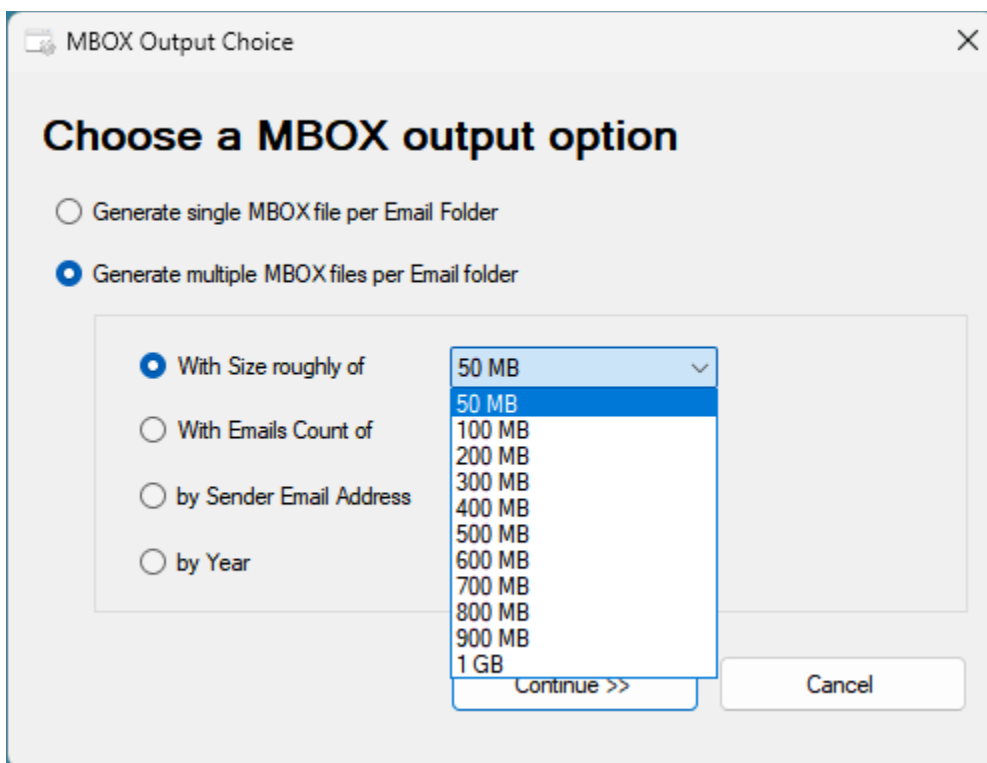 MBOX Output Choice
Choose a MBOX output option
Generate single MBOX file per Email Folder
Generate multiple MBOX files per Email folder
With Size roughly of
50 MB
50 MB
100 MB
200 MB
300 MB
400 MB
500 MB
600 MB
700 MB
800 MB
900 MB
1 GB
With Emails Count of
by Sender Email Address
by Year
Continue >>
Cancel